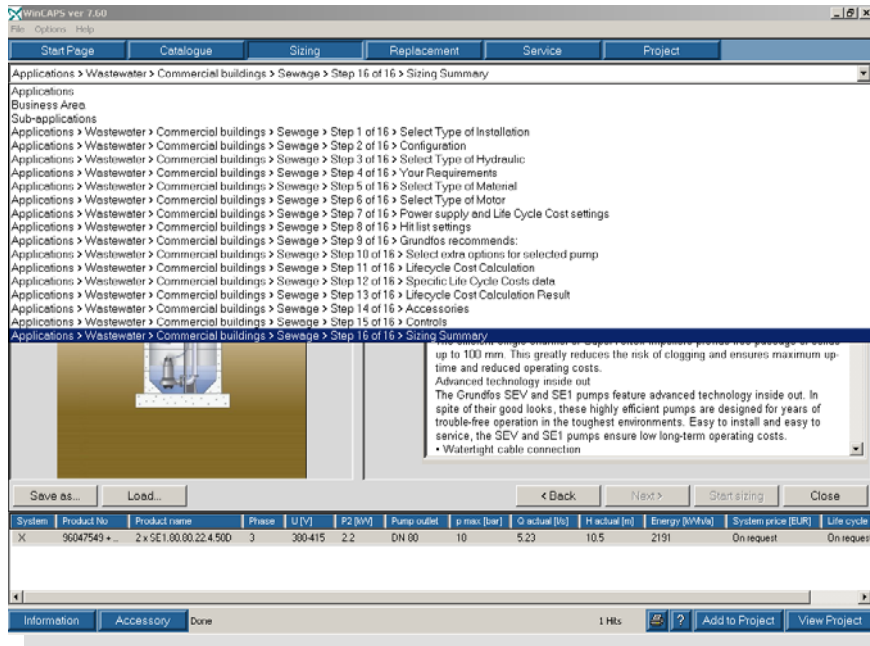 WinCAPS ver 7.60
File Options Help
Start Page Catalogue Sizing Replacement Service Project
Applications > Wastewater > Commercial buildings > Sewage > Step 16 of 16 > Sizing Summary
Applications
Business Area
Sub-applications
Applications > Wastewater > Commercial buildings > Sewage > Step 1 of 16 > Select Type of Installation
Applications > Wastewater > Commercial buildings > Sewage > Step 2 of 16 > Configuration
Applications > Wastewater > Commercial buildings > Sewage > Step 3 of 16 > Select Type of Hydraulic
Applications > Wastewater > Commercial buildings > Sewage > Step 4 of 16 > Your Requirements
Applications > Wastewater > Commercial buildings > Sewage > Step 5 of 16 > Select Type of Material
Applications > Wastewater > Commercial buildings > Sewage > Step 6 of 16 > Select Type of Motor
Applications > Wastewater > Commercial buildings > Sewage > Step 7 of 16 > Power supply and Life Cycle Cost settings
Applications > Wastewater > Commercial buildings > Sewage > Step 8 of 16 > Hit list settings
Applications > Wastewater > Commercial buildings > Sewage > Step 9 of 16 > Grundfos recommends:
Applications > Wastewater > Commercial buildings > Sewage > Step 10 of 16 > Select extra options for selected pump
Applications > Wastewater > Commercial buildings > Sewage > Step 11 of 16 > Lifecycle Cost Calculation
Applications > Wastewater > Commercial buildings > Sewage > Step 12 of 16 > Specific Life Cycle Costs data
Applications > Wastewater > Commercial buildings > Sewage > Step 13 of 16 > Lifecycle Cost Calculation Result
Applications > Wastewater > Commercial buildings > Sewage > Step 14 of 16 > Accessories
Applications > Wastewater > Commercial buildings > Sewage > Step 15 of 16 > Controls
Applications > Wastewater > Commercial buildings > Sewage > Step 16 of 16 > Sizing Summary
up to 100 mm. This greatly reduces the risk of clogging and ensures maximum up-
time and reduced operating costs.
Advanced technology inside out
The Grundfos SEV and SE1 pumps feature advanced technology inside out. In
spite of their good looks, these highly efficient pumps are designed for years of
trouble-free operation in the toughest environments. Easy to install and easy to
service, the SEV and SE1 pumps ensure low long-term operating costs.
• Watertight cable connection
Save as... Load... < Back Next > Start sizing Close
System Product No Product name Phase U [V] P2 [kW] Pump outlet p max [bar] Q actual [l/s] H actual [m] Energy [kWh/a] System price [EUR] Life cycle
X 96047549 + .. 2 x SE1.80.80.22.4.50D 3 380-415 2.2 DN 80 10 5.23 10.5 2191 On request On reques
Information Accessory Done 1 Hits ? Add to Project View Project